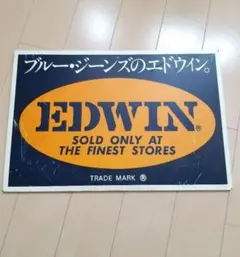 ブルー・ジーンズのエドウイン。
EDWIN®
SOLD ONLY AT
THE FINEST STORES
TRADE MARK ®